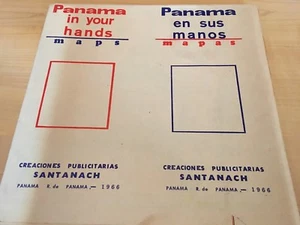 Panama
in your
hands
maps
CREACIONES PUBLICITARIAS
SANTANACH
PANAMA R. de PANAMA,— 1966
Panama
en sus
manos
mapas
CREACIONES PUBLICITARIAS
SANTANACH
PANAMA R. de PANAMA,— 1966